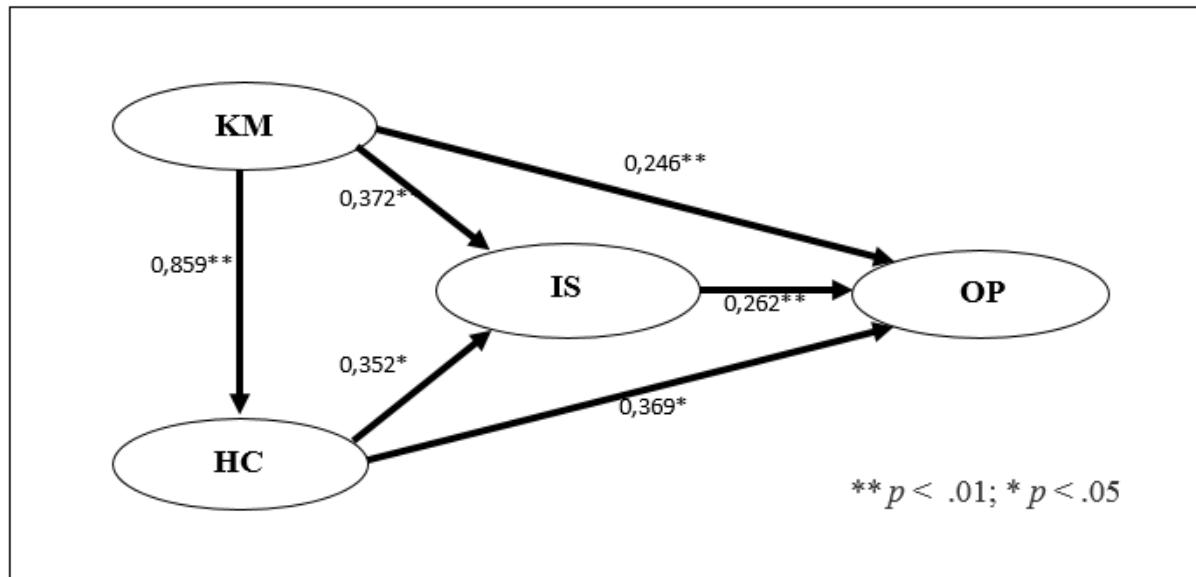 KM
0,246**
0,372**
0,859**
IS
OP
0,262**
0,352*
0,369*
HC
** p < .01; * p < .05